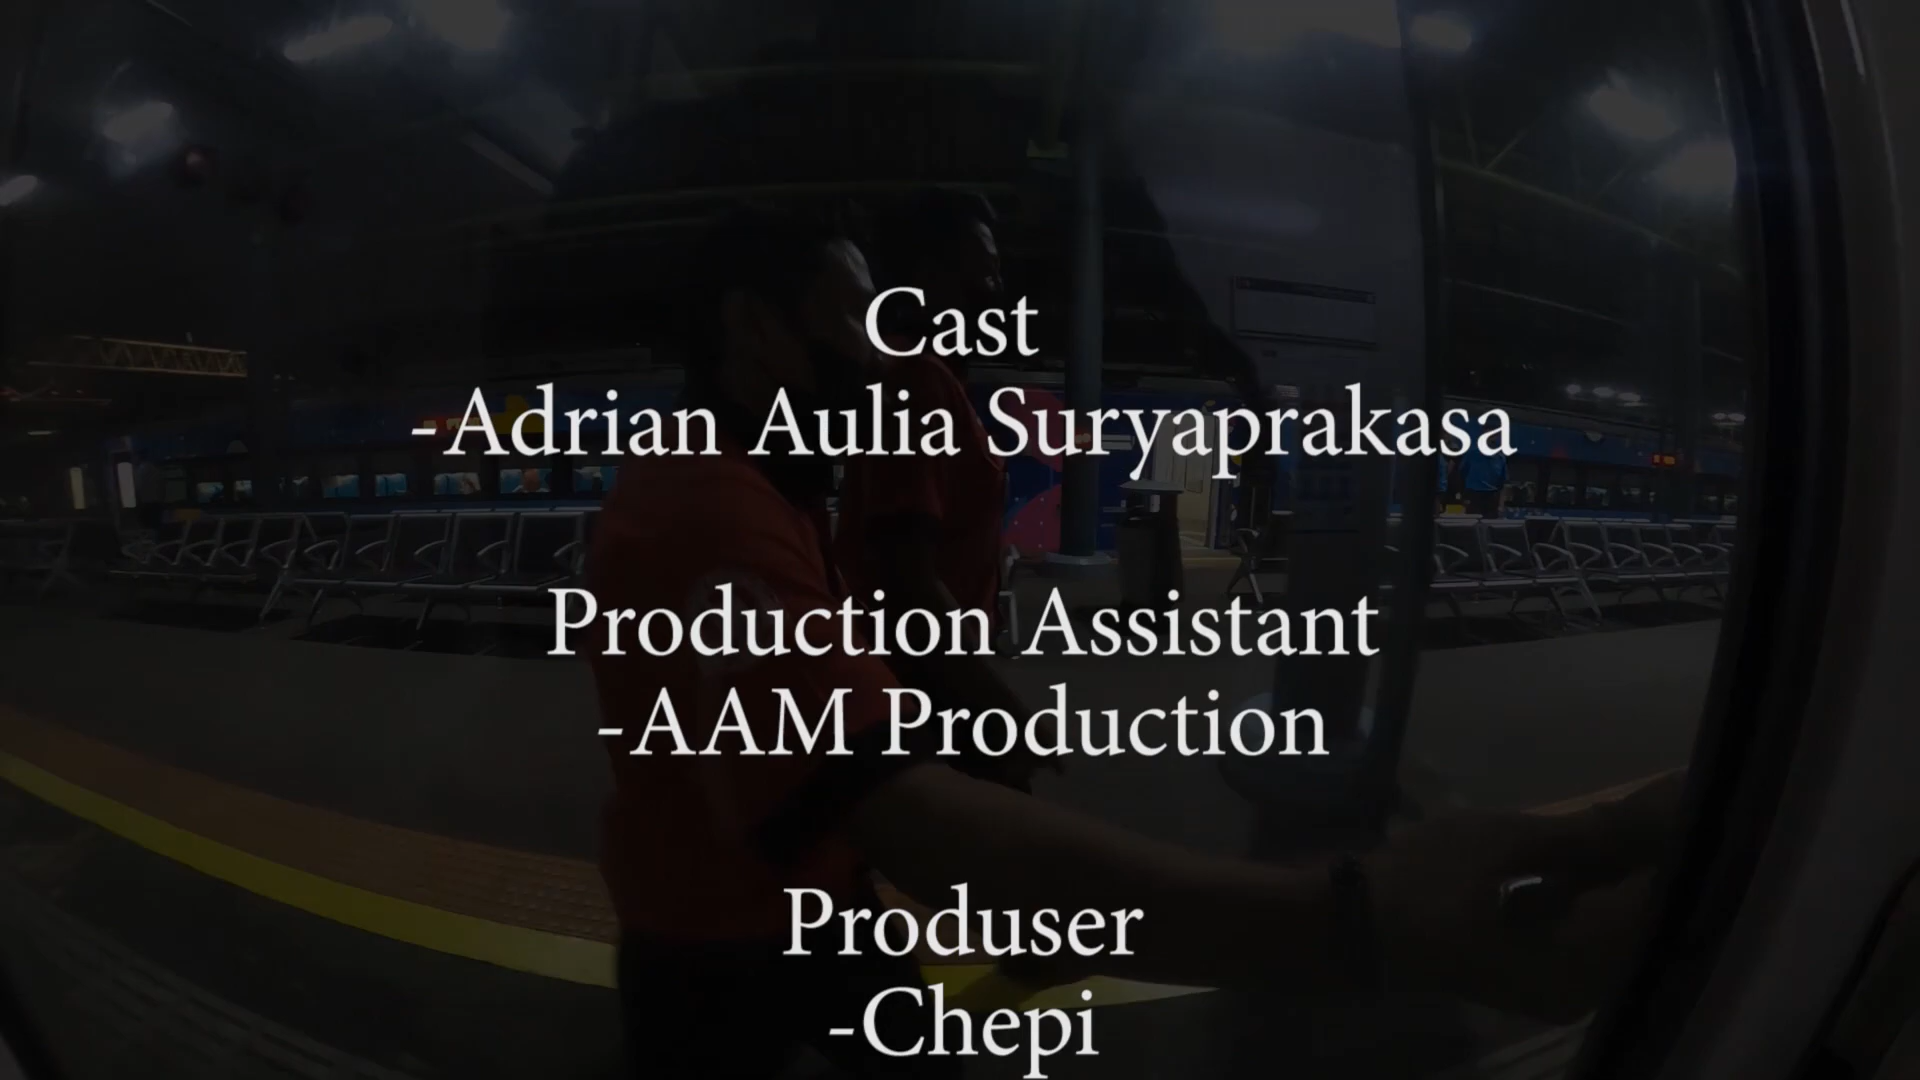 Cast
-Adrian Aulia Suryaprakasa
Production Assistant
-AAM Production
Produser
-Chepi